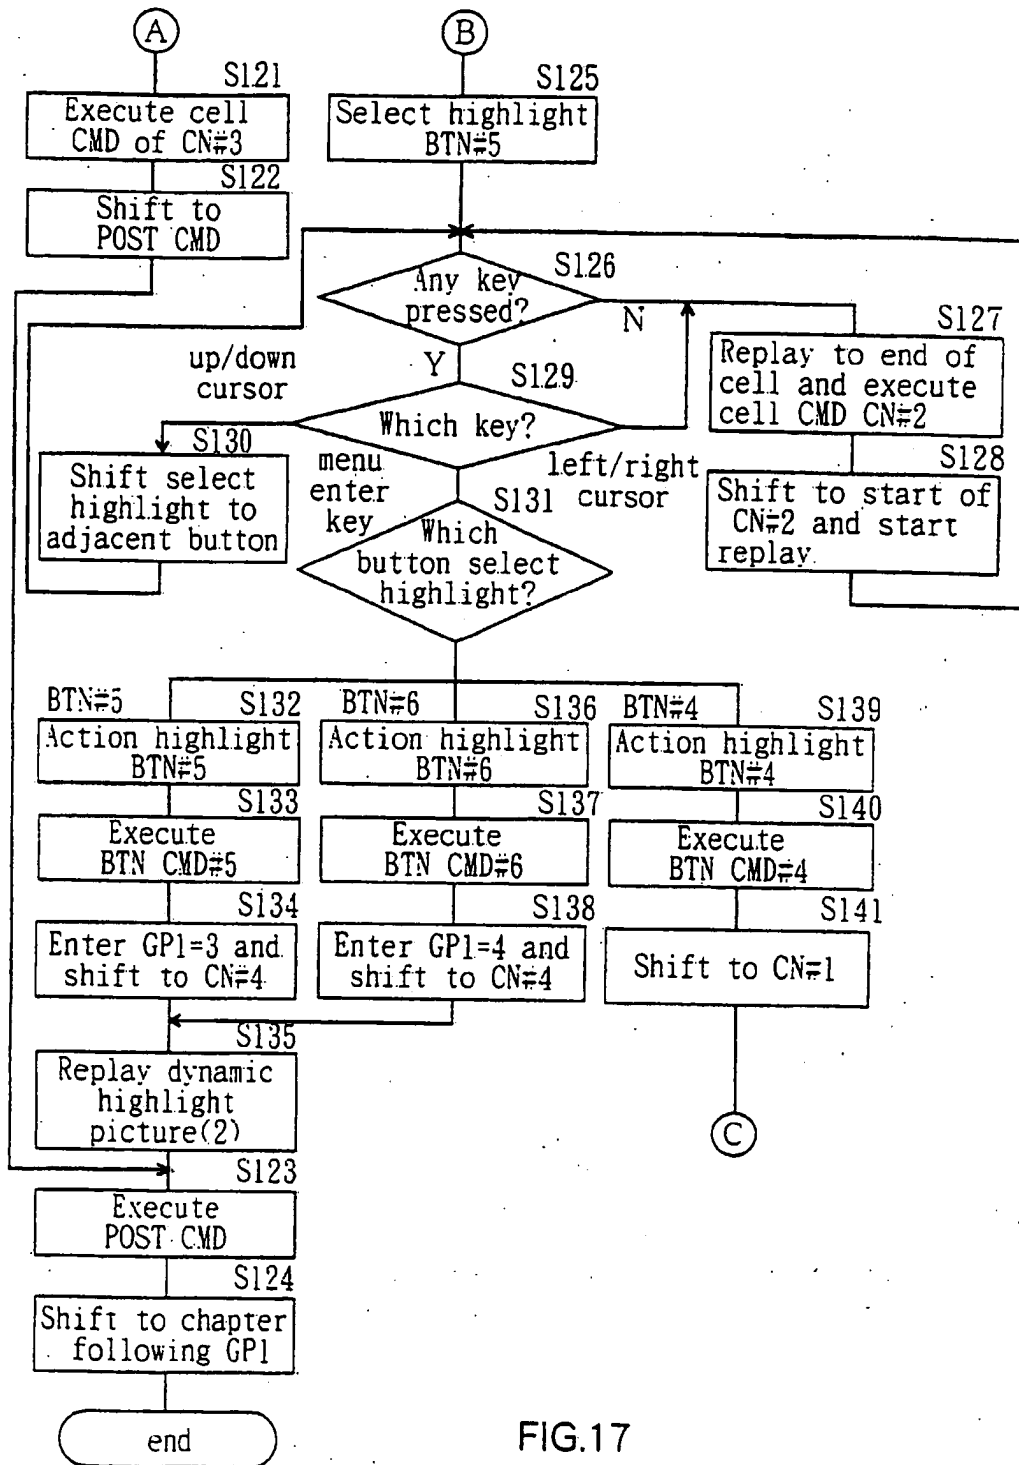 A
B
S121
Execute cell
CMD of CN#3
S122
Shift to
POST CMD
S125
Select highlight
BTN#5
S126
Any key
pressed?
N
Y
S127
Replay to end of
cell and execute
cell CMD CN#2
S128
Shift to start of
CN#2 and start
replay
up/down
cursor
S129
Which key?
S130
Shift select
highlight to
adjacent button
menu
enter
key
left/right
cursor
S131
Which
button select
highlight?
BTN#5
S132
Action highlight
BTN#5
S133
Execute
BTN CMD#5
S134
Enter GP1=3 and
shift to CN#4
BTN#6
S136
Action highlight
BTN#6
S137
Execute
BTN CMD#6
S138
Enter GP1=4 and
shift to CN#4
BTN#4
S139
Action highlight
BTN#4
S140
Execute
BTN CMD#4
S141
Shift to CN#1
C
S135
Replay dynamic
highlight
picture(2)
S123
Execute
POST CMD
S124
Shift to chapter
following GP1
end
FIG.17